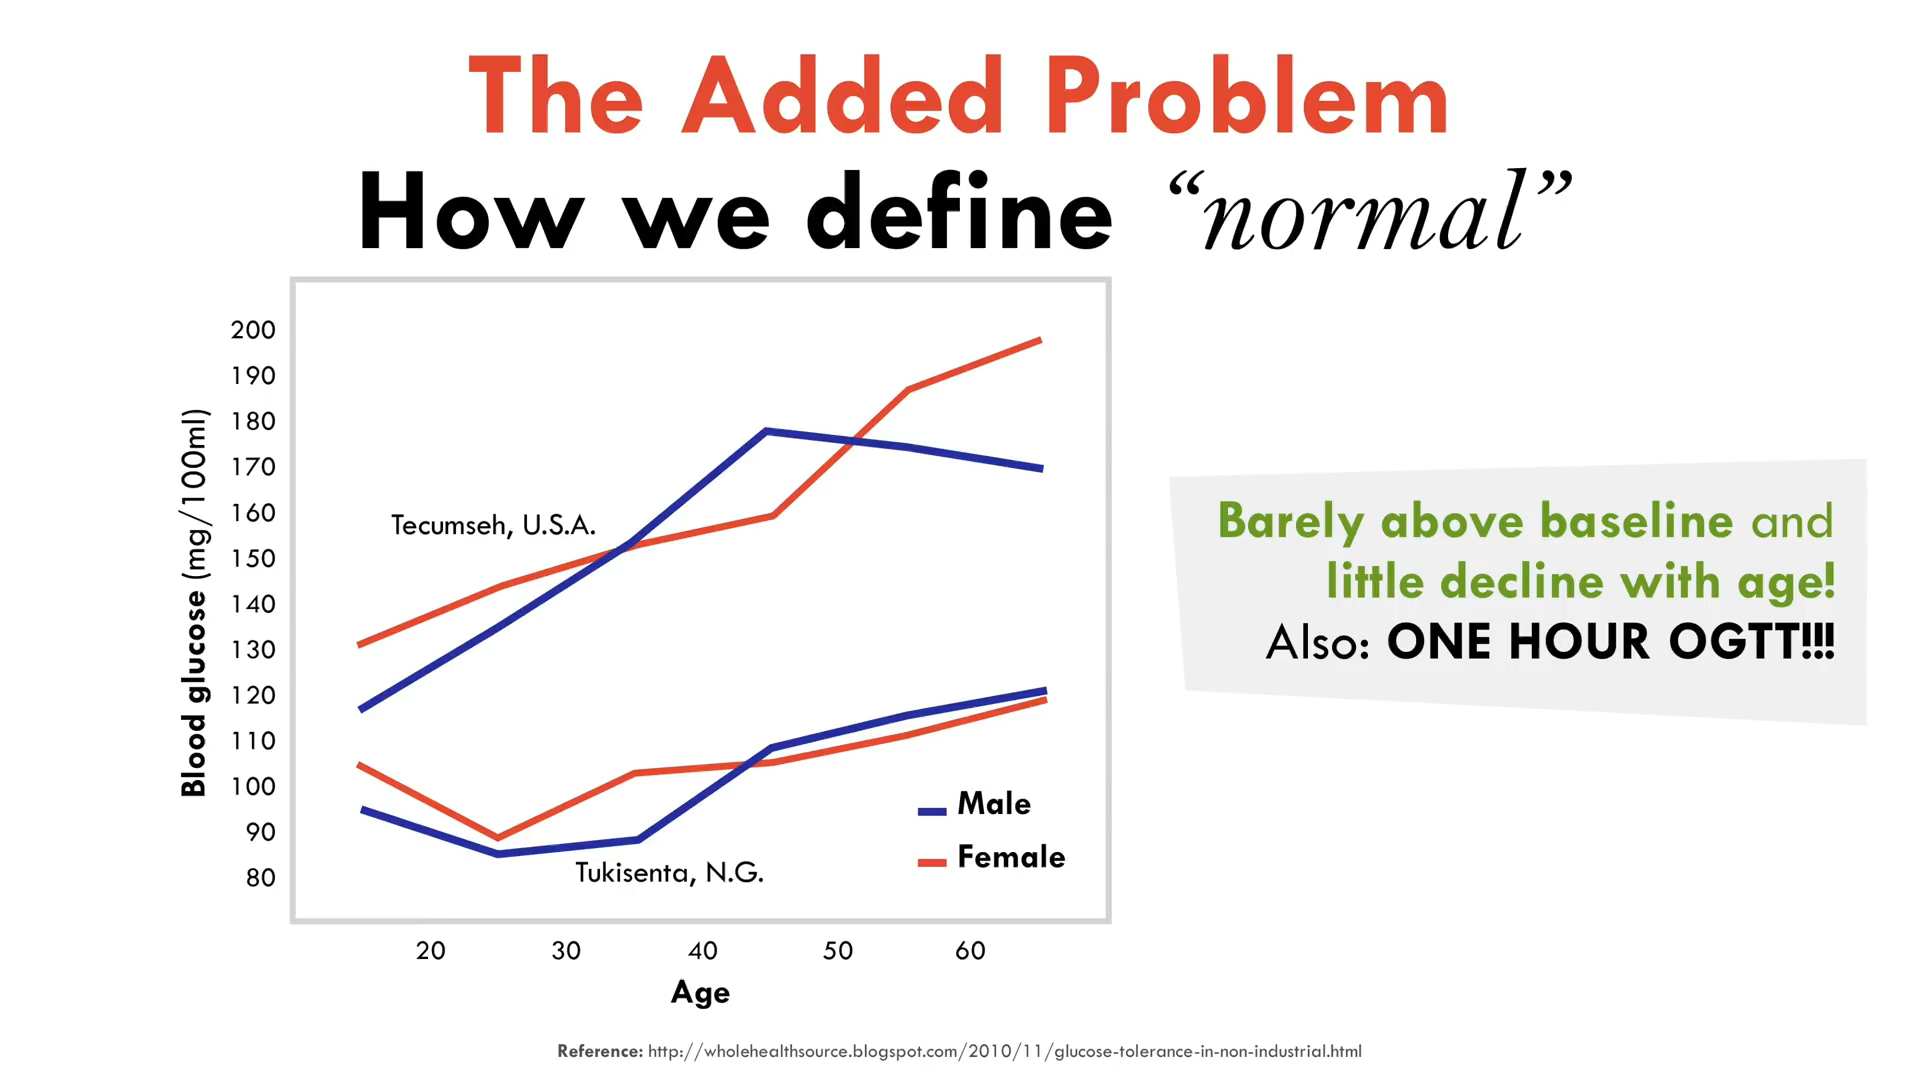 The Added Problem
How we define “normal”
200
190
180
170
160
150
140
130
120
110
100
90
80
Blood glucose (mg/100ml)
Tecumseh, U.S.A.
Tukisenta, N.G.
Male
Female
20 30 40 50 60
Age
Barely above baseline and
little decline with age!
Also: ONE HOUR OGTT!!!
Reference: http://wholehealthsource.blogspot.com/2010/11/glucose-tolerance-in-non-industrial.html